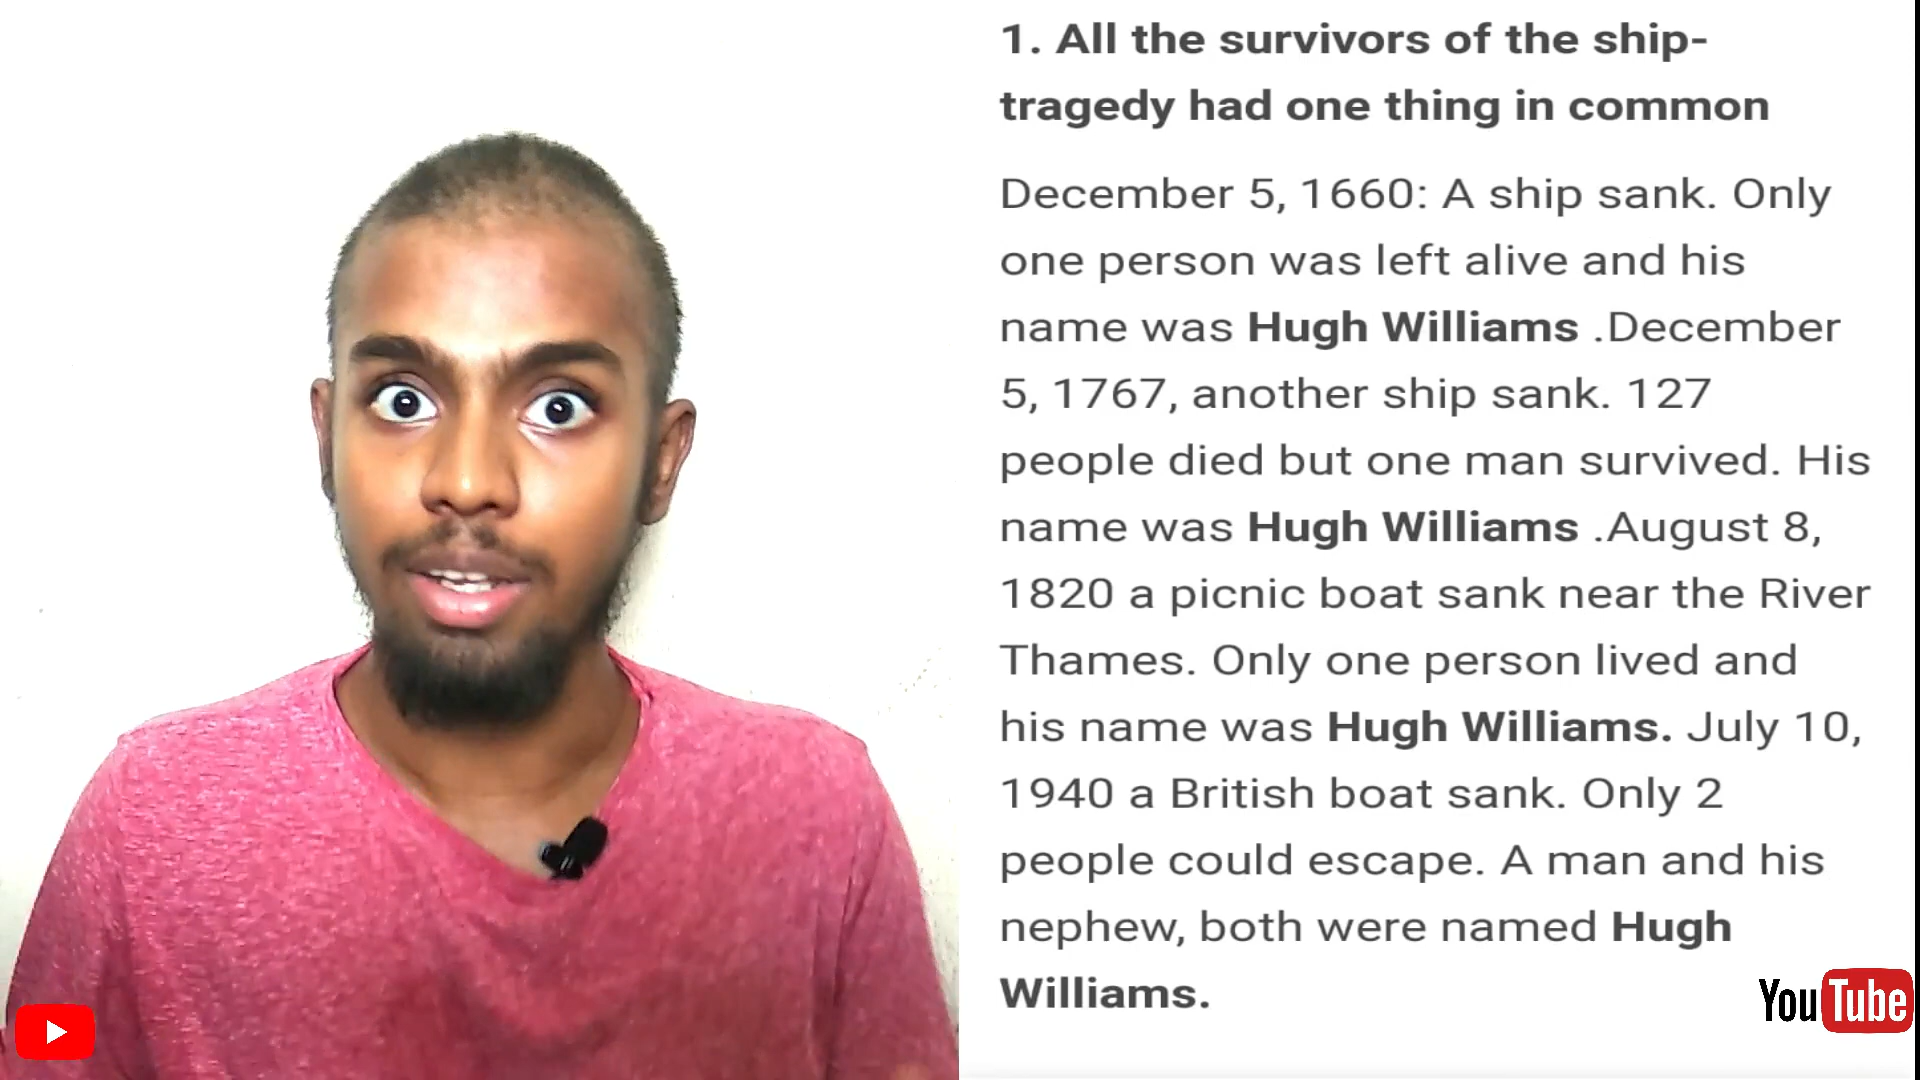 1. All the survivors of the ship-
tragedy had one thing in common
December 5, 1660: A ship sank. Only
one person was left alive and his
name was Hugh Williams .December
5, 1767, another ship sank. 127
people died but one man survived. His
name was Hugh Williams .August 8,
1820 a picnic boat sank near the River
Thames. Only one person lived and
his name was Hugh Williams. July 10,
1940 a British boat sank. Only 2
people could escape. A man and his
nephew, both were named Hugh
Williams.
YouTube